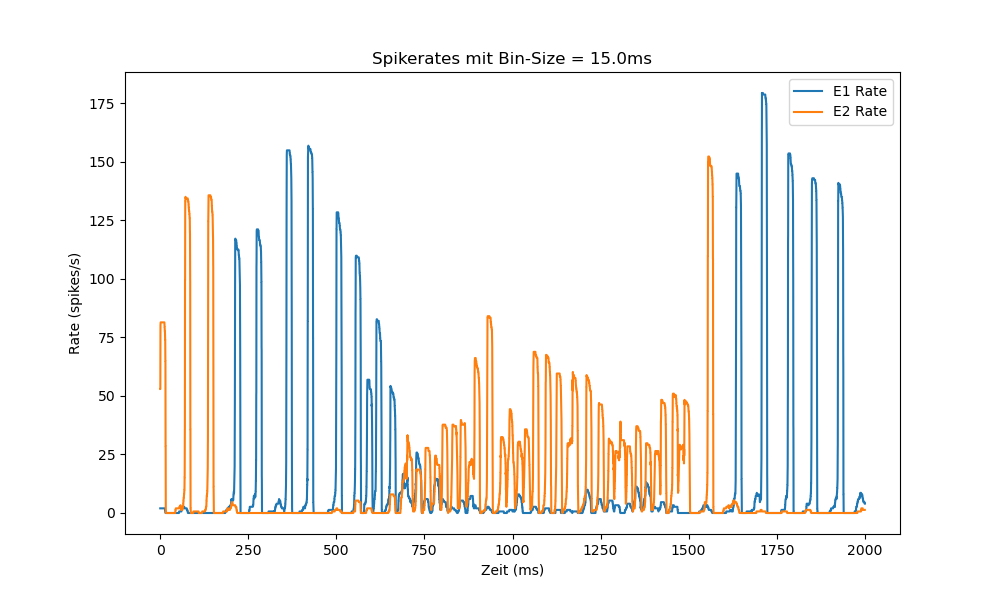 Spikerates mit Bin-Size = 15.0ms
E1 Rate
E2 Rate
175
150
125
100
75
50
25
0
Rate (spikes/s)
0 250 500 750 1000 1250 1500 1750 2000
Zeit (ms)